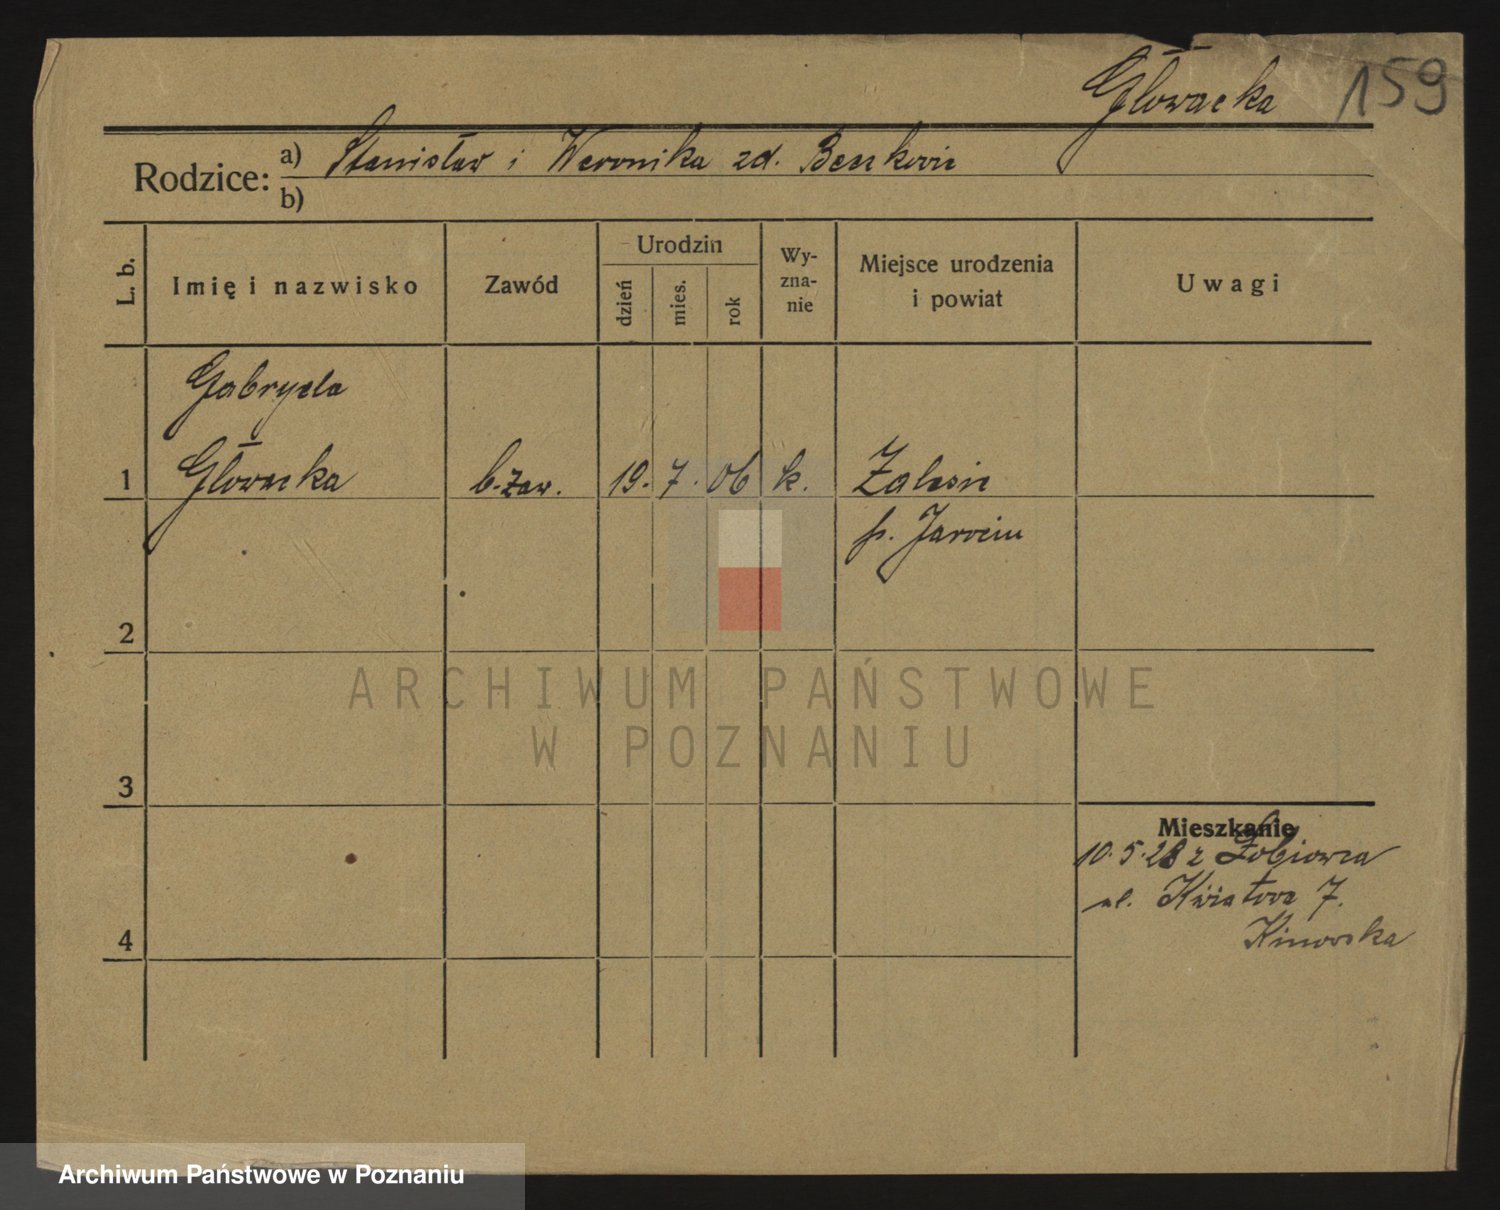 Głowacka 159
Rodzice: a) Stanisław i Weronika zd.
b)
L. b.
Imię i nazwisko
Zawód
Urodzin
dzień
mies.
rok
Wy-
zna-
nie
Miejsce urodzenia
i powiat
Uwagi
Gabryela
1 Głowacka b. zaw. 19. 7. 06 k. Zalesie
p. Jarocin
2
ARCHIWUM PAŃSTWOWE
W POZNANIU
3
Mieszkanie
10. 5. 28 z
ul. Kwiatowa 7.
4
Archiwum Państwowe w Poznaniu